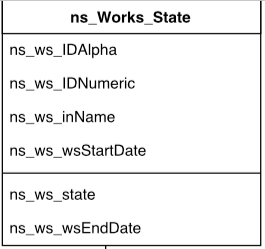 ns_Works_State
ns_ws_IDAlpha
ns_ws_IDNumeric
ns_ws_inName
ns_ws_wsStartDate
ns_ws_state
ns_ws_wsEndDate